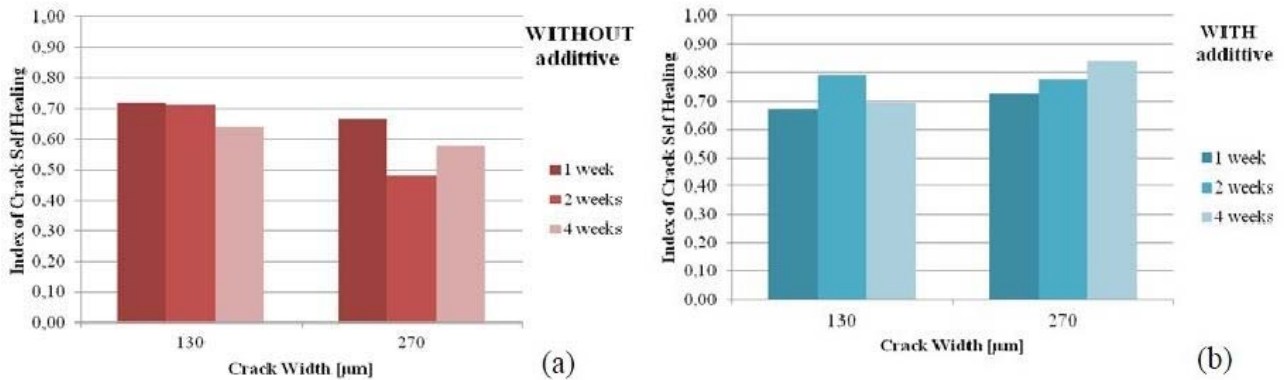 1,00
0,90
0,80
0,70
0,60
0,50
0,40
0,30
0,20
0,10
0,00
Index of Crack Self Healing
130
270
Crack Width [µm]
WITHOUT
addittive
1 week
2 weeks
4 weeks
(a)
1,00
0,90
0,80
0,70
0,60
0,50
0,40
0,30
0,20
0,10
0,00
Index of Crack Self Healing
130
270
Crack Width [µm]
WITH
addittive
1 week
2 weeks
4 weeks
(b)